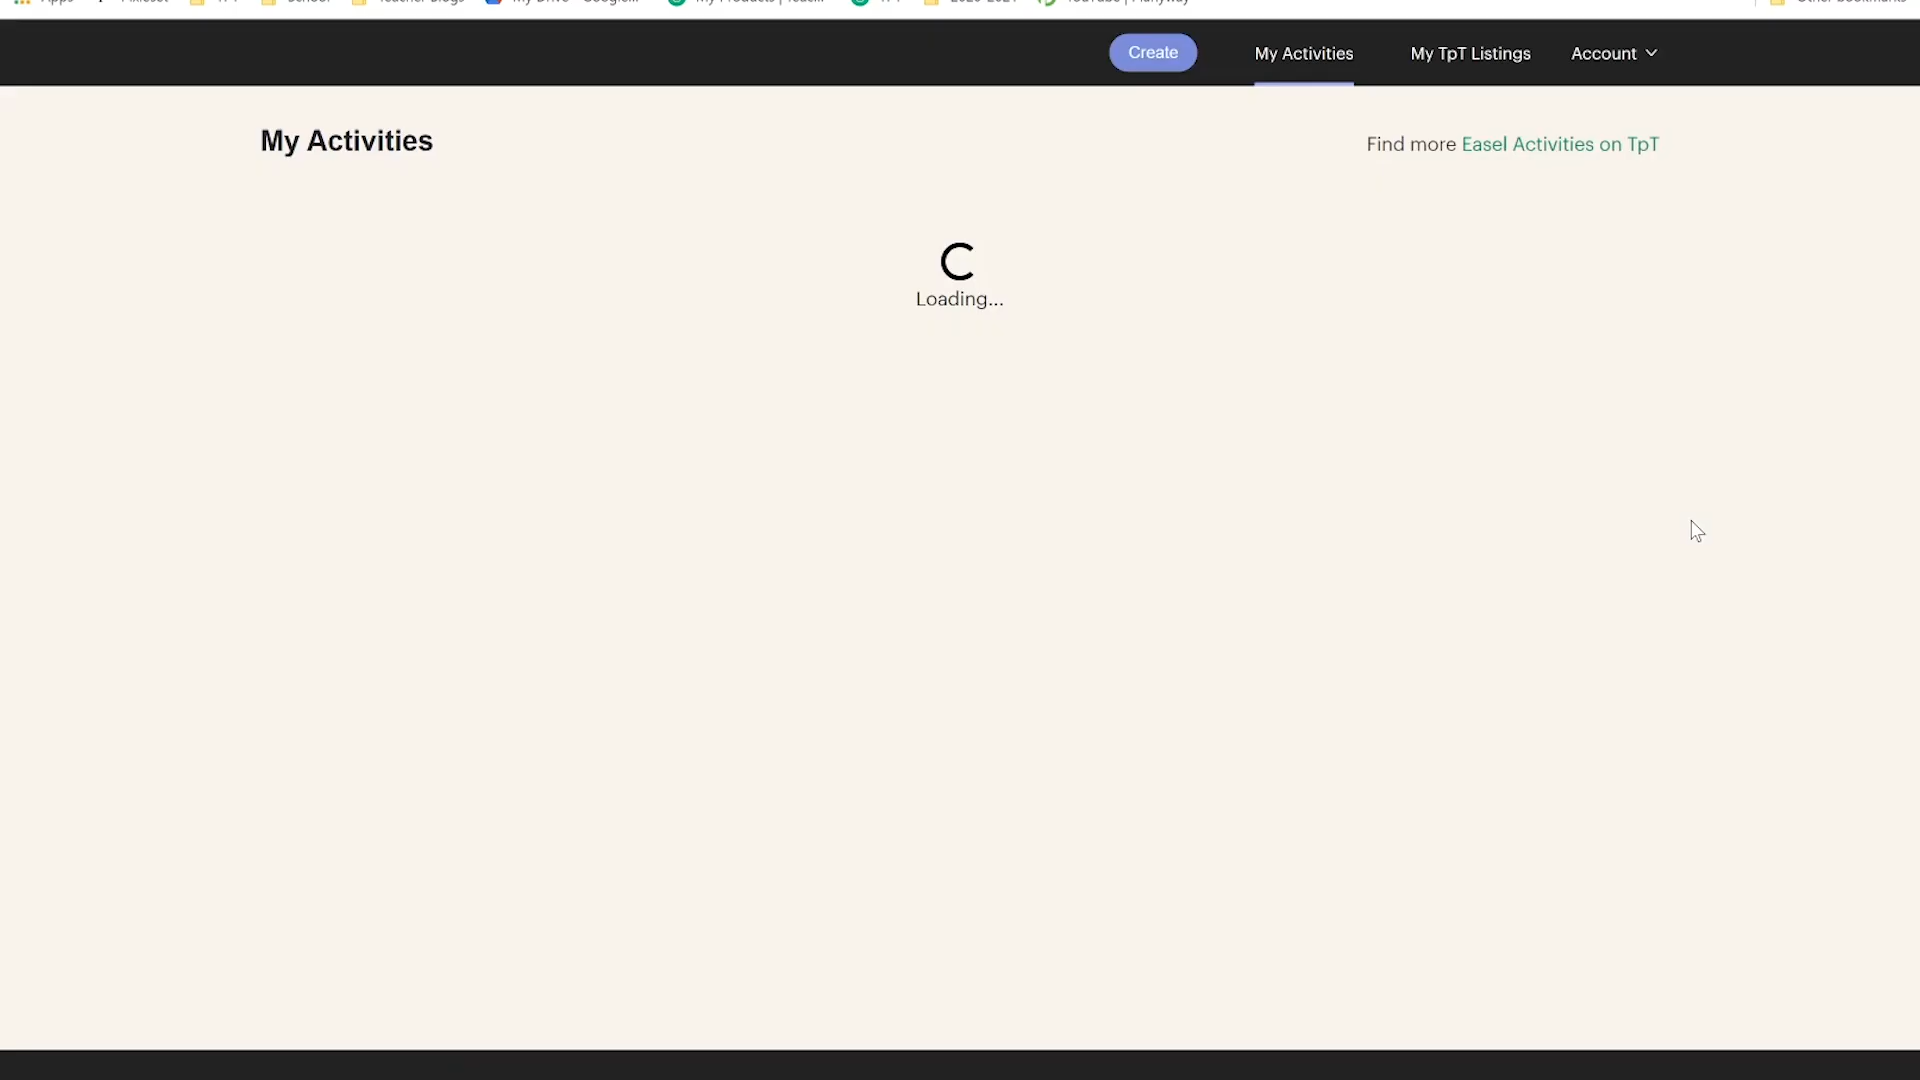 Create
My Activities
My TpT Listings
Account
My Activities
Find more Easel Activities on TpT
Loading...